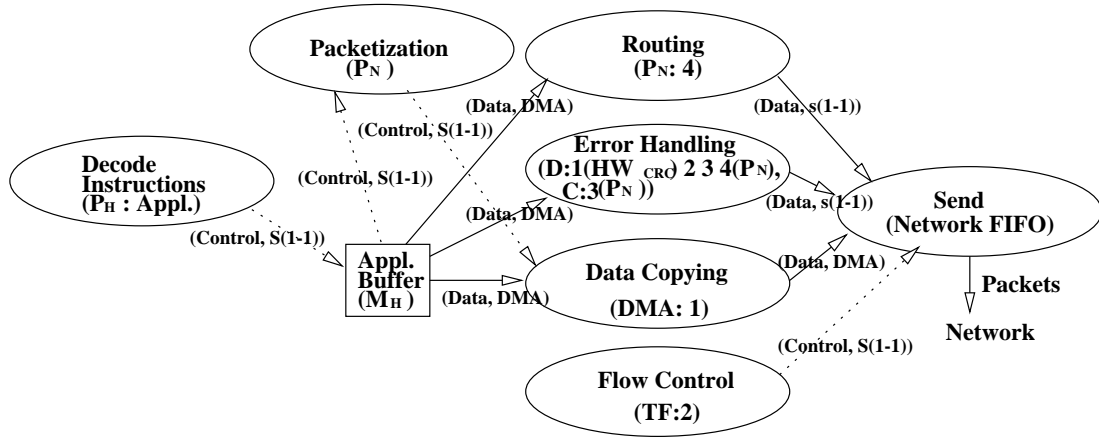 Packetization
(PN )
Routing
(PN: 4)
(Data, DMA)
(Data, s(1-1))
(Control, S(1-1))
Decode
Instructions
(PH : Appl.)
(Control, S(1-1))
Error Handling
(D:1(HW CRC) 2 3 4(PN),
C:3(PN ))
(Data, s(1-1))
Send
(Network FIFO)
(Data, DMA)
(Control, S(1-1))
Appl.
Buffer
(MH )
(Data, DMA)
Data Copying
(DMA: 1)
(Data, DMA)
Packets
Network
(Control, S(1-1))
Flow Control
(TF:2)